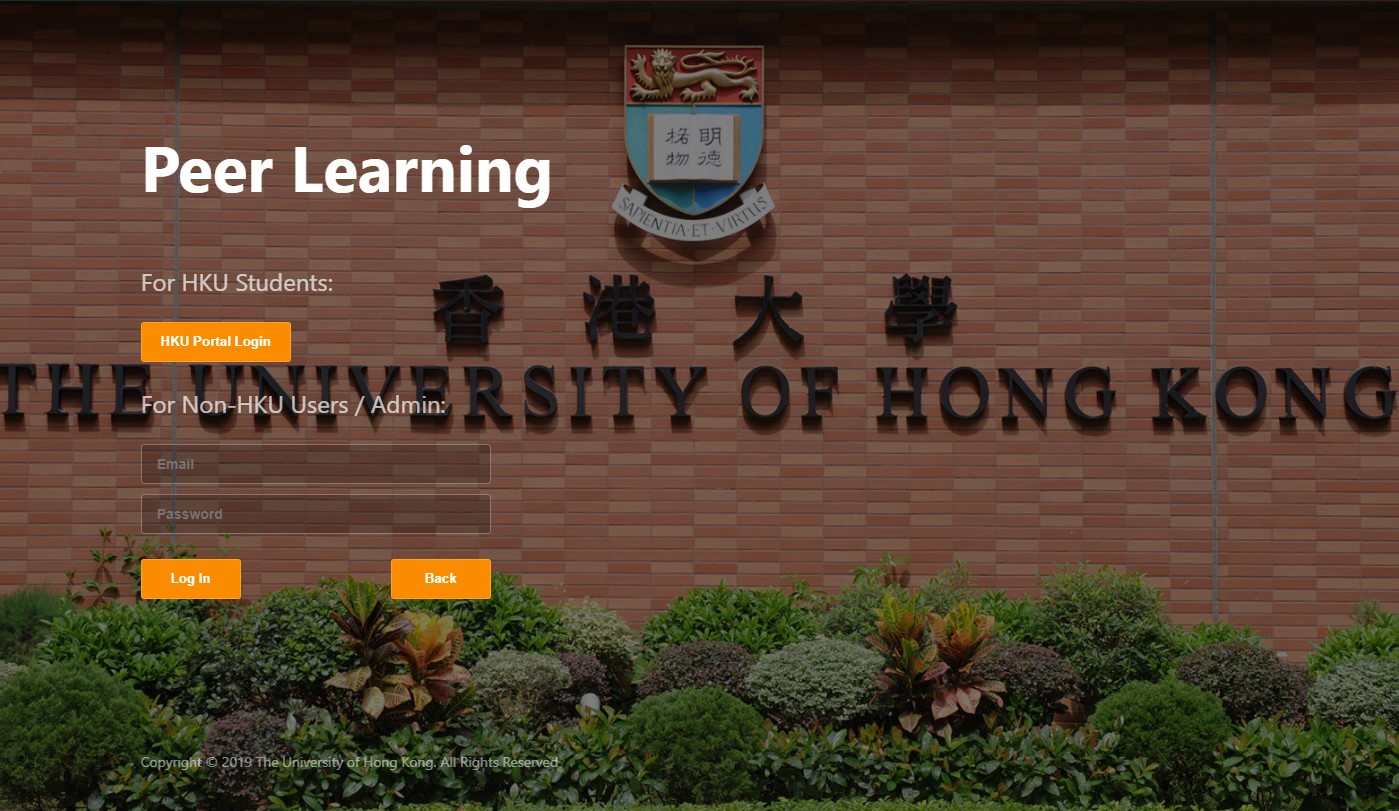 明德
格物
SAPIENTIA·ET·VIRTUS
Peer Learning
For HKU Students:
香港大學
HKU Portal Login
THE UNIVERSITY OF HONG KONG
For Non-HKU Users / Admin:
Email
Password
Log In
Back
Copyright © 2019 The University of Hong Kong. All Rights Reserved